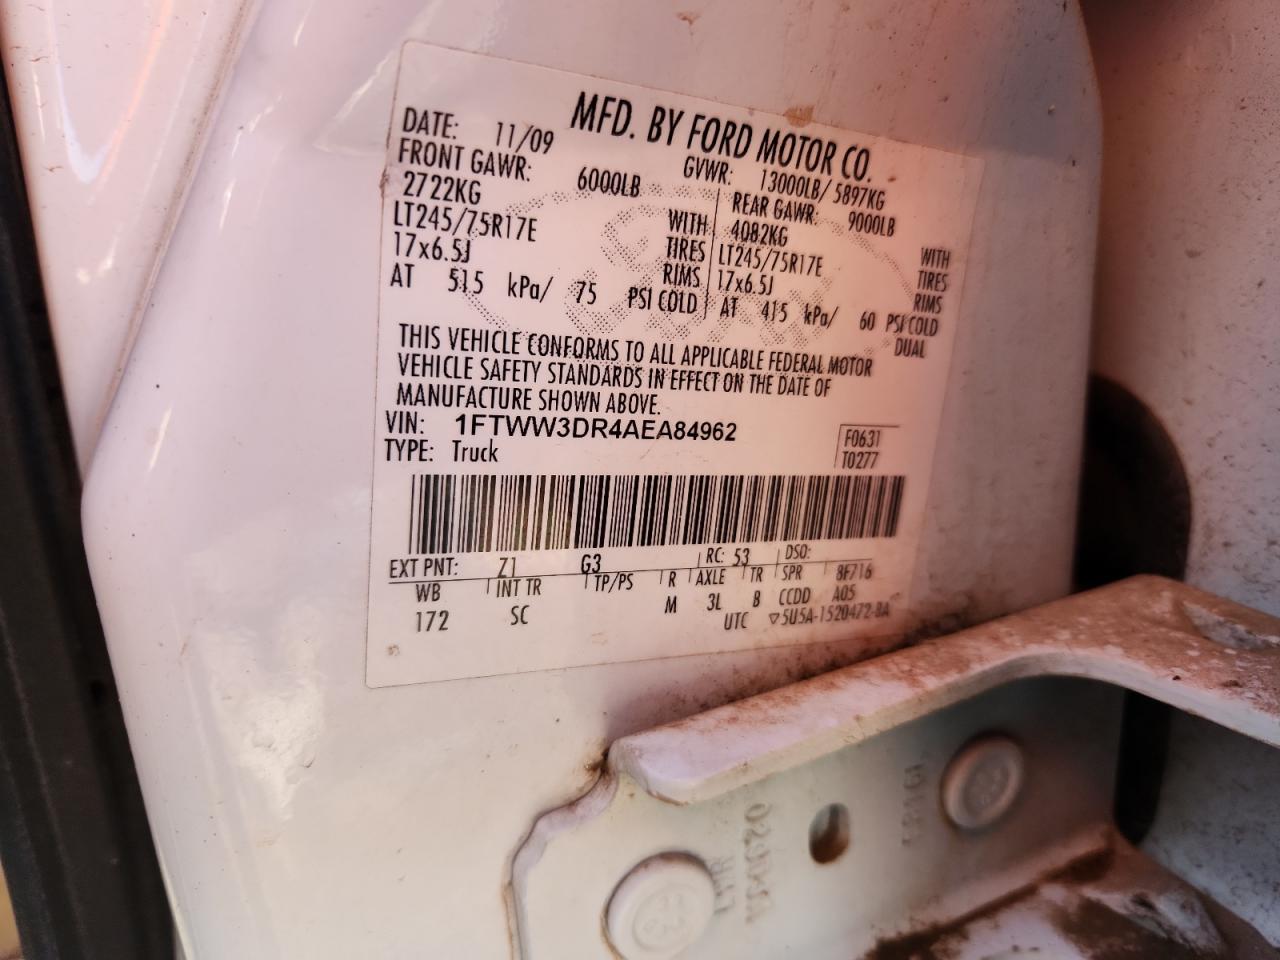 MFD. BY FORD MOTOR CO.
DATE: 11/09 GVWR: 13000LB/ 5897KG
FRONT GAWR: 6000LB REAR GAWR: 9000LB
2722KG WITH 4082KG WITH
LT245/75R17E TIRES LT245/75R17E TIRES
17x6.5J RIMS 17x6.5J RIMS
AT 515 kPa/ 75 PSI COLD AT 415 kPa/ 60 PSI COLD
DUAL
THIS VEHICLE CONFORMS TO ALL APPLICABLE FEDERAL MOTOR
VEHICLE SAFETY STANDARDS IN EFFECT ON THE DATE OF
MANUFACTURE SHOWN ABOVE.
VIN: 1FTWW3DR4AEA84962 F0631
TYPE: Truck T0277
EXT PNT: Z1 G3 RC: 53 DSO:
WB INT TR TP/PS R AXLE TR SPR 8F716
172 SC M 3L B CCDD A05
UTC ▽5U5A-1520472-BA